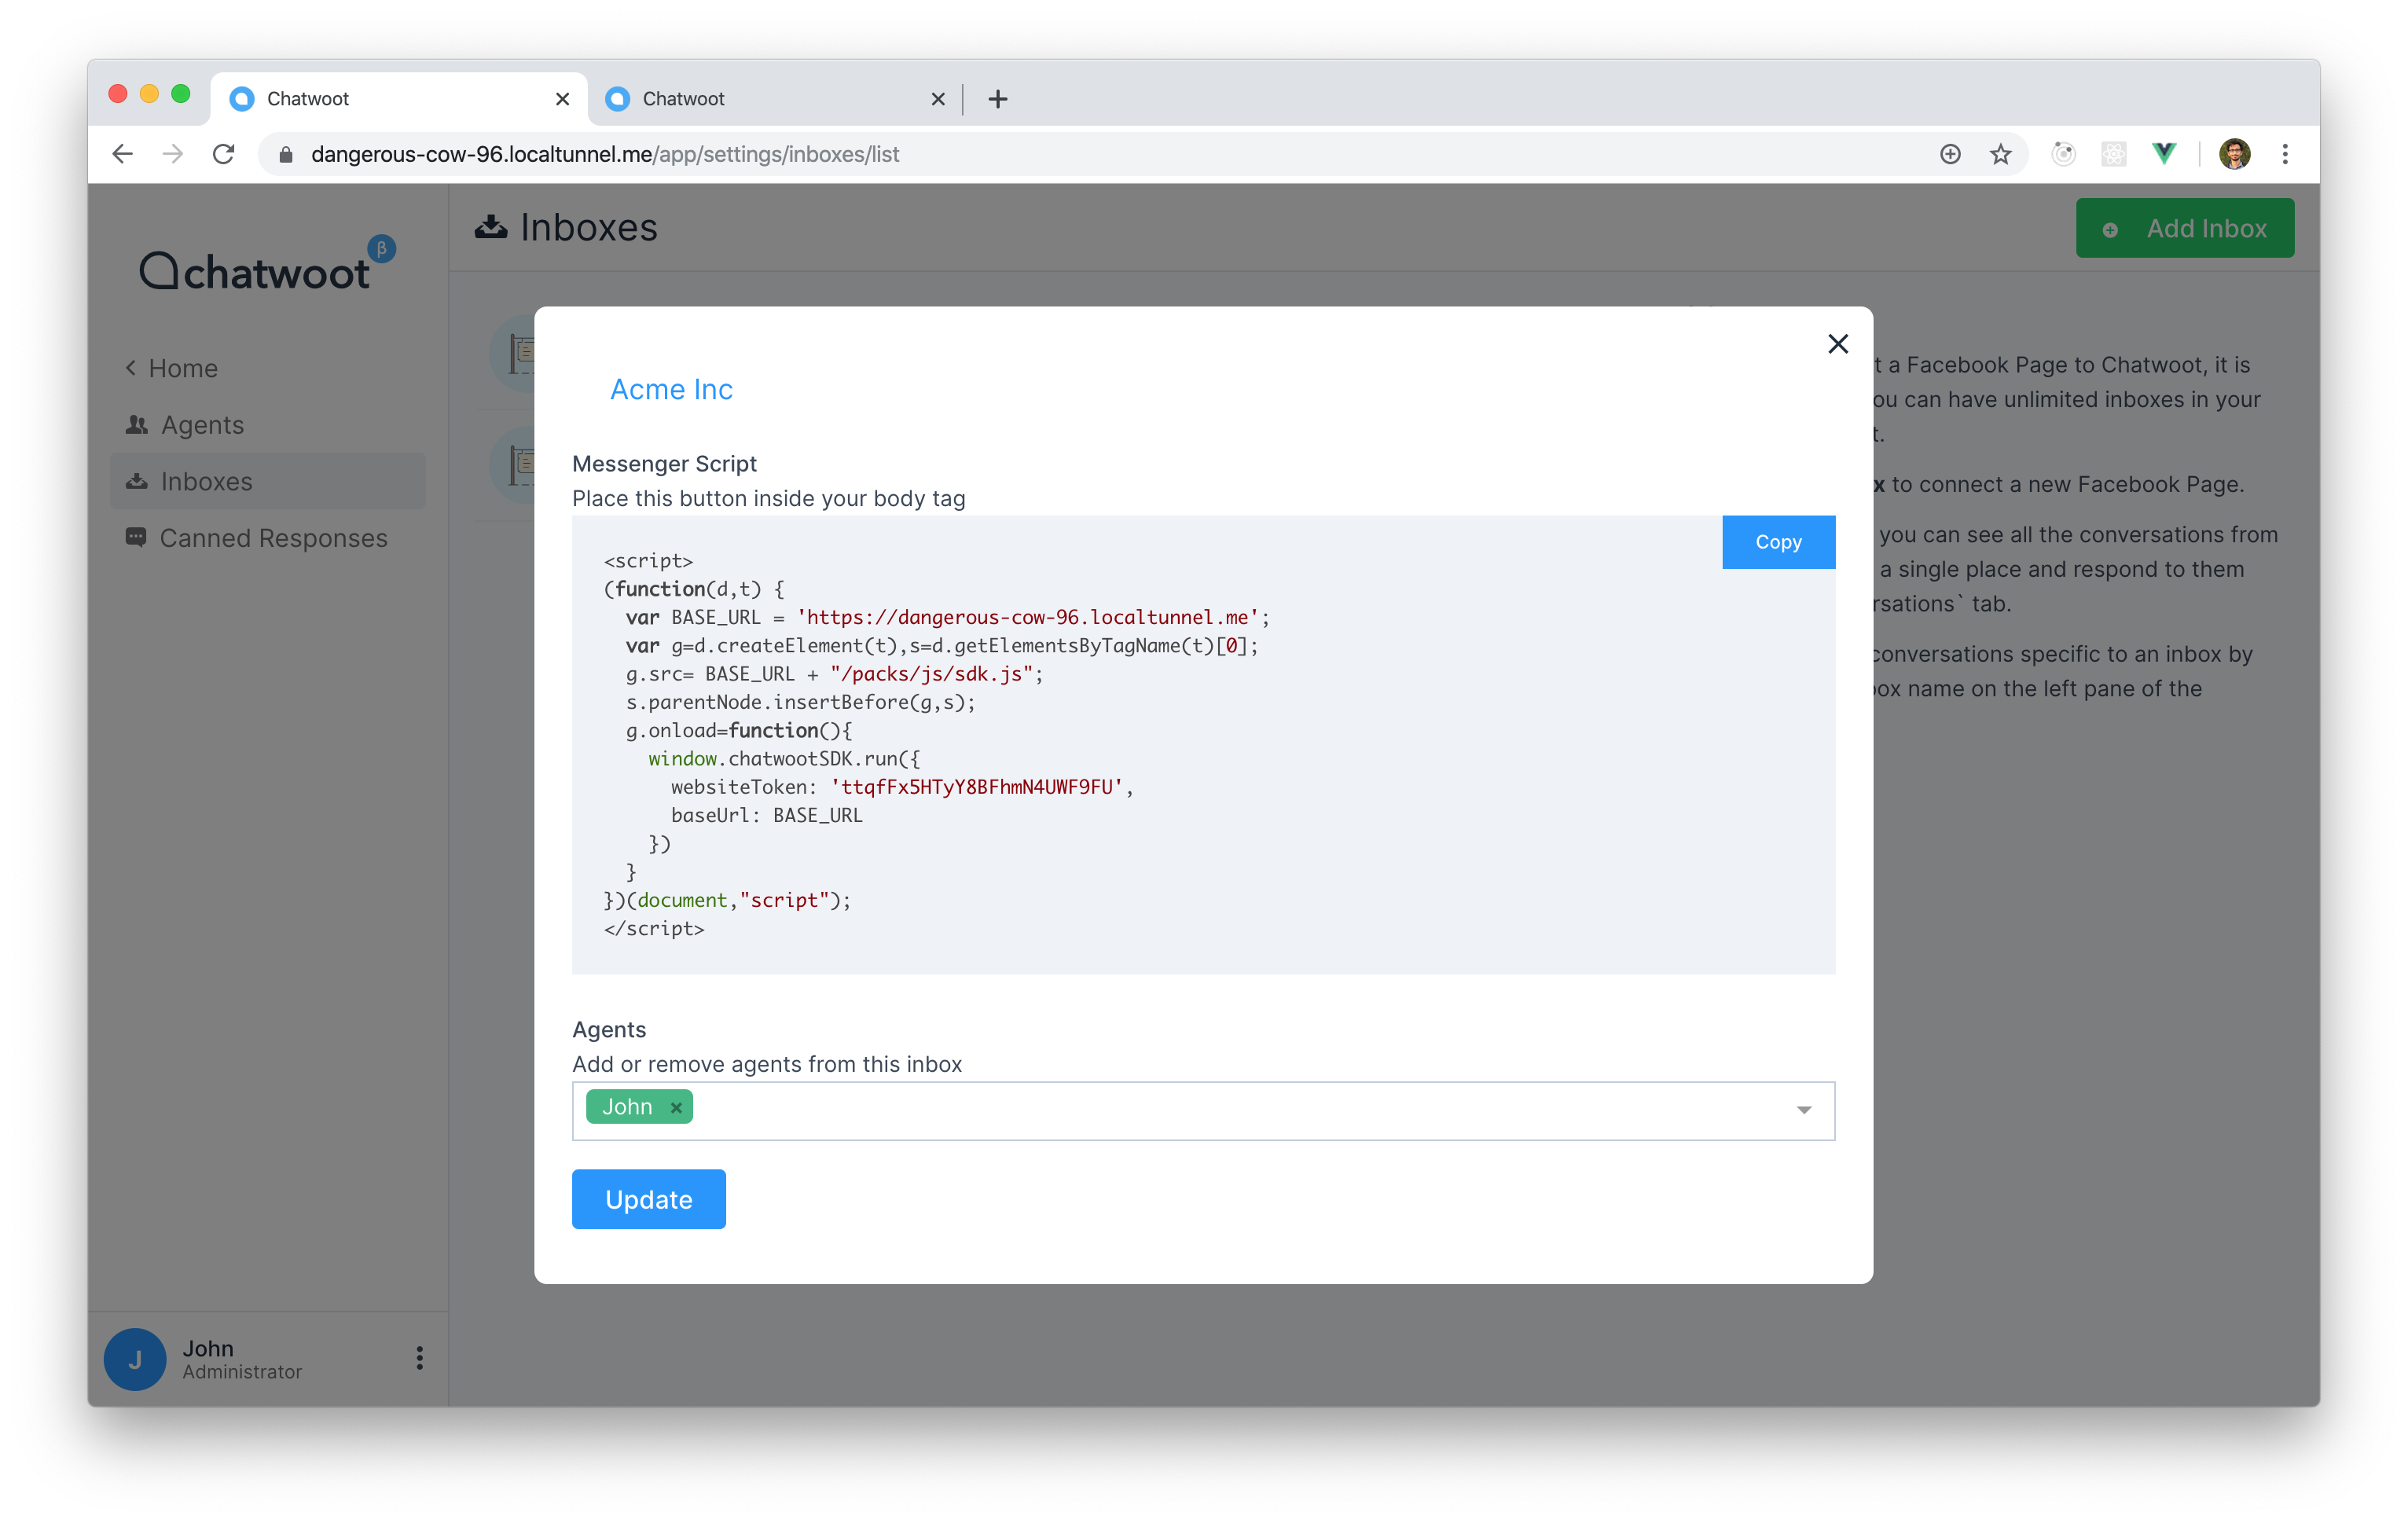 Chatwoot
Chatwoot
dangerous-cow-96.localtunnel.me/app/settings/inboxes/list
chatwoot β
Home
Agents
Inboxes
Canned Responses
John
J
Administrator
Inboxes
Add Inbox
t a Facebook Page to Chatwoot, it is
ou can have unlimited inboxes in your
t.
x to connect a new Facebook Page.
you can see all the conversations from
a single place and respond to them
rsations` tab.
conversations specific to an inbox by
ox name on the left pane of the
Acme Inc
Messenger Script
Place this button inside your body tag
Copy
<script>
(function(d,t) {
var BASE_URL = 'https://dangerous-cow-96.localtunnel.me';
var g=d.createElement(t),s=d.getElementsByTagName(t)[0];
g.src= BASE_URL + "/packs/js/sdk.js";
s.parentNode.insertBefore(g,s);
g.onload=function(){
window.chatwootSDK.run({
websiteToken: 'ttqfFx5HTyY8BFhmN4UWF9FU',
baseUrl: BASE_URL
})
}
})(document,"script");
</script>
Agents
Add or remove agents from this inbox
John ×
Update